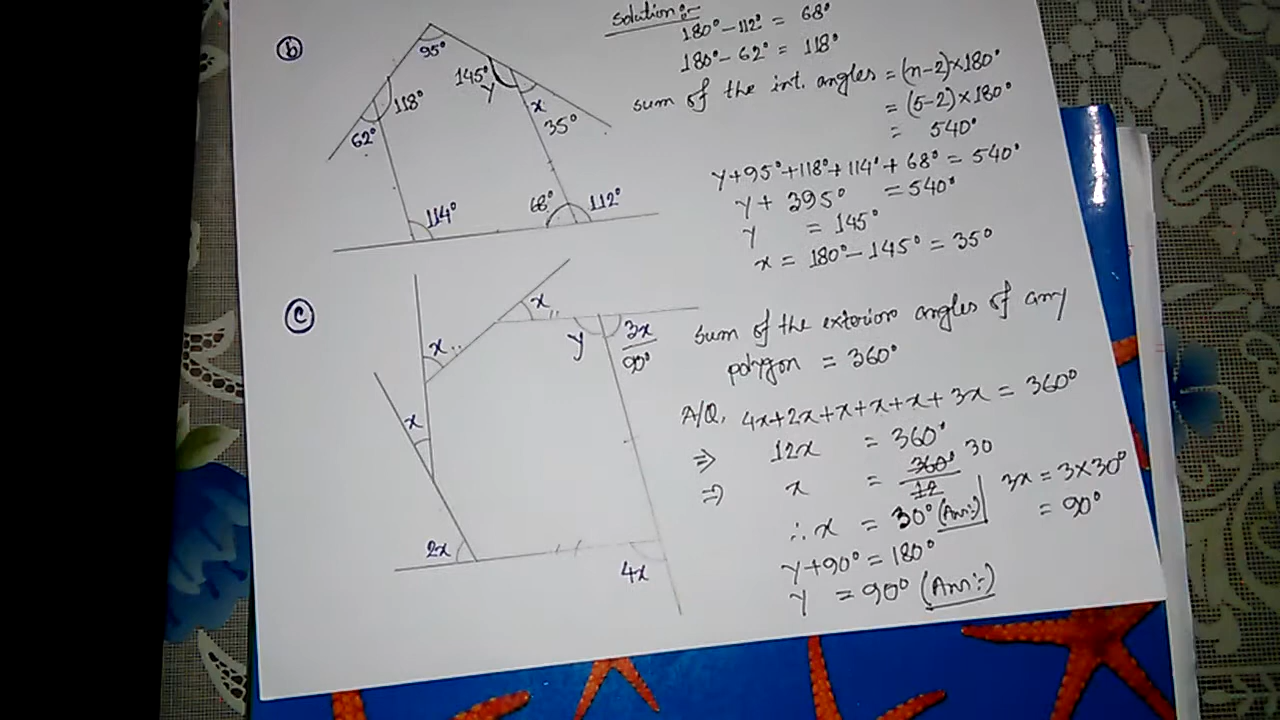 b
95°
118°
62°
145°
y
x
35°
114°
68°
112°
Solution:-
180° - 112° = 68°
180° - 62° = 118°
sum of the int. angles = (n-2)×180°
= (5-2)×180°
= 540°
y+95°+118°+114°+68° = 540°
y + 395° = 540°
y = 145°
x = 180° - 145° = 35°
c
x
x
x
y
3x
90°
2x
4x
sum of the exterior angles of any
polygon = 360°
A/Q, 4x+2x+x+x+x+3x = 360°
⇒ 12x = 360°
⇒ x = 360°/12 30
∴ x = 30° (Ans:-)
3x = 3×30°
= 90°
y+90° = 180°
y = 90° (Ans:-)